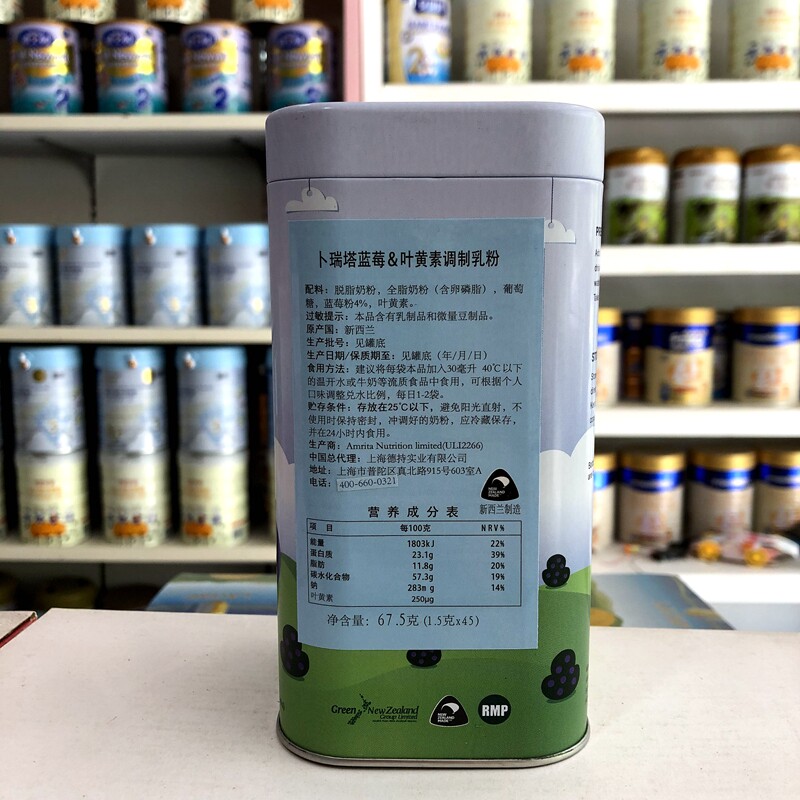 卜瑞塔蓝莓&叶黄素调制乳粉
配料：脱脂奶粉，全脂奶粉（含卵磷脂），葡萄
糖，蓝莓粉4%，叶黄素。
过敏提示：本品含有乳制品和微量豆制品。
原产国：新西兰
生产批号：见罐底
生产日期/保质期至：见罐底（年/月/日）
食用方法：建议将每袋本品加入30毫升 40℃以下
的温开水或牛奶等流质食品中食用，可根据个人
口味调整兑水比例，每日1-2袋。
贮存条件：存放在25℃以下，避免阳光直射，不
使用时保持密封，冲调好的奶粉，应冷藏保存，
并在24小时内食用。
生产商：Amrita Nutrition limited(ULI2266)
中国总代理：上海德持实业有限公司
地址：上海市普陀区真北路915号603室A
电话：400-660-0321
NEW ZEALAND MADE
新西兰制造
营养成分表
项 目 每100克 NRV%
能量 1803kJ 22%
蛋白质 23.1g 39%
脂肪 11.8g 20%
碳水化合物 57.3g 19%
钠 283mg 14%
叶黄素 250μg
净含量：67.5克 (1.5克x45)
Green New Zealand
Group Limited
NEW ZEALAND MADE
RMP